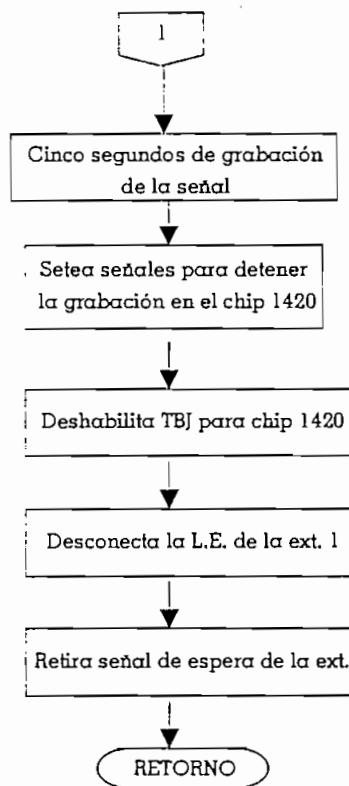 1
Cinco segundos de grabación
de la señal
Setea señales para detener
la grabación en el chip 1420
Deshabilita TBJ para chip 1420
Desconecta la L.E. de la ext. 1
Retira señal de espera de la ext.
RETORNO